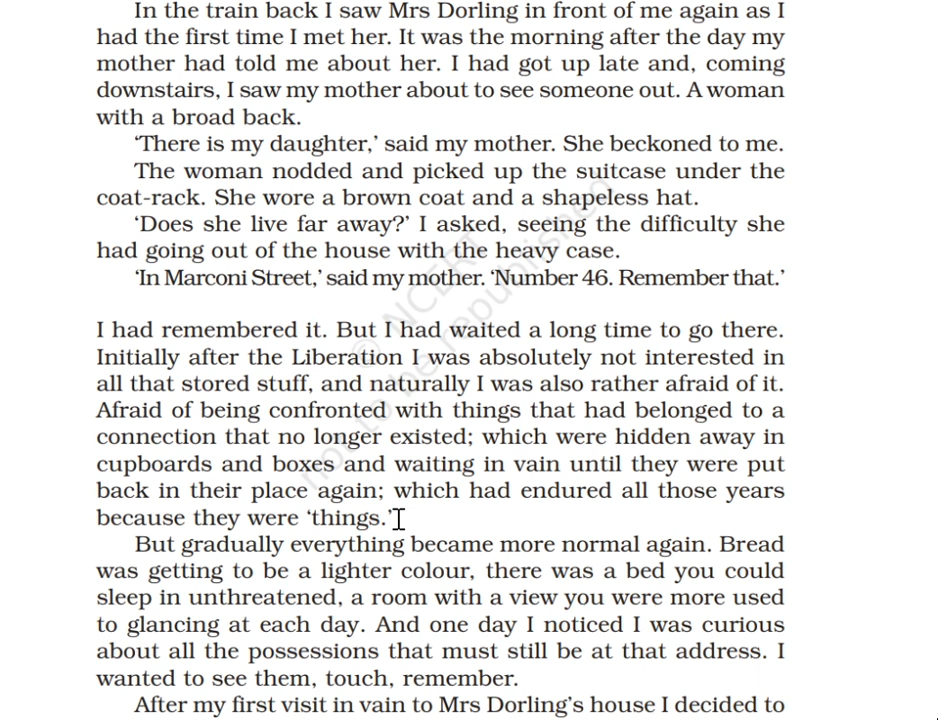 In the train back I saw Mrs Dorling in front of me again as I
had the first time I met her. It was the morning after the day my
mother had told me about her. I had got up late and, coming
downstairs, I saw my mother about to see someone out. A woman
with a broad back.
‘There is my daughter,’ said my mother. She beckoned to me.
The woman nodded and picked up the suitcase under the
coat-rack. She wore a brown coat and a shapeless hat.
‘Does she live far away?’ I asked, seeing the difficulty she
had going out of the house with the heavy case.
‘In Marconi Street,’ said my mother. ‘Number 46. Remember that.’
I had remembered it. But I had waited a long time to go there.
Initially after the Liberation I was absolutely not interested in
all that stored stuff, and naturally I was also rather afraid of it.
Afraid of being confronted with things that had belonged to a
connection that no longer existed; which were hidden away in
cupboards and boxes and waiting in vain until they were put
back in their place again; which had endured all those years
because they were ‘things.’
But gradually everything became more normal again. Bread
was getting to be a lighter colour, there was a bed you could
sleep in unthreatened, a room with a view you were more used
to glancing at each day. And one day I noticed I was curious
about all the possessions that must still be at that address. I
wanted to see them, touch, remember.
After my first visit in vain to Mrs Dorling’s house I decided to
© NCERT
not to be republished